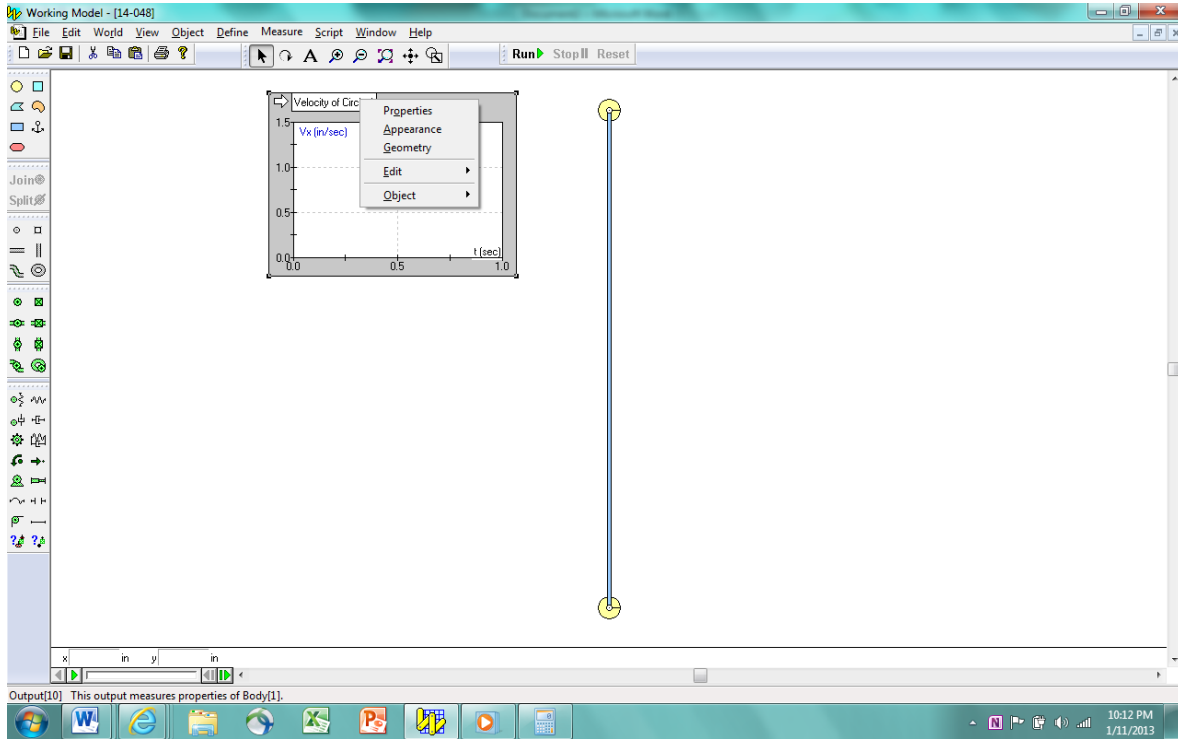 Working Model - [14-048]
File Edit World View Object Define Measure Script Window Help
Run Stop Reset
Join
Split
Velocity of Circ
Properties
Appearance
Geometry
Edit
Object
Vx (in/sec)
1.5
1.0
0.5
0.0
0.0 0.5 1.0
t (sec)
x in y in
Output[10] This output measures properties of Body[1].
10:12 PM
1/11/2013